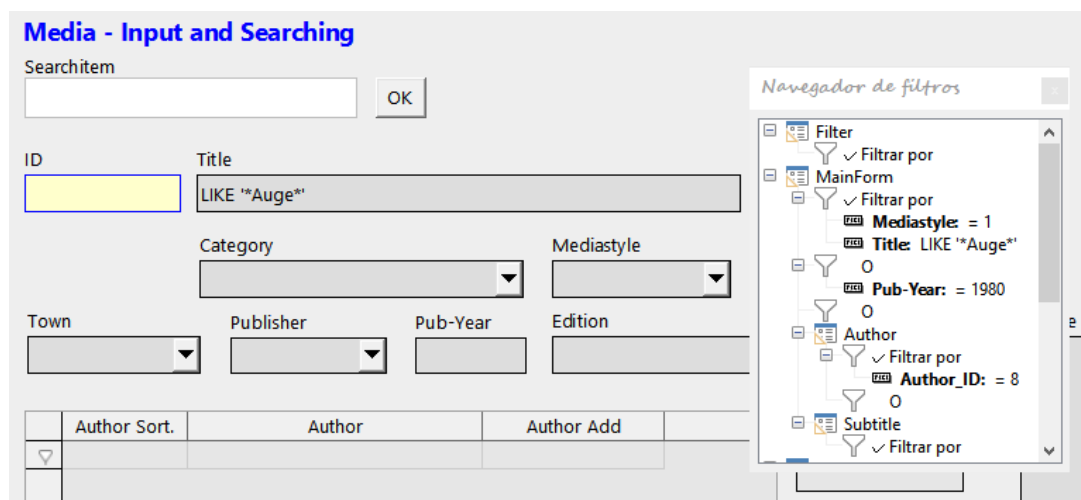 Media - Input and Searching
Searchitem
OK
ID Title
LIKE '*Auge*'
Category Mediastyle
Town Publisher Pub-Year Edition
Author Sort. Author Author Add
Navegador de filtros
x
Filter
✓ Filtrar por
MainForm
✓ Filtrar por
Mediastyle: = 1
Title: LIKE '*Auge*'
O
Pub-Year: = 1980
O
Author
✓ Filtrar por
Author_ID: = 8
O
Subtitle
✓ Filtrar por
e